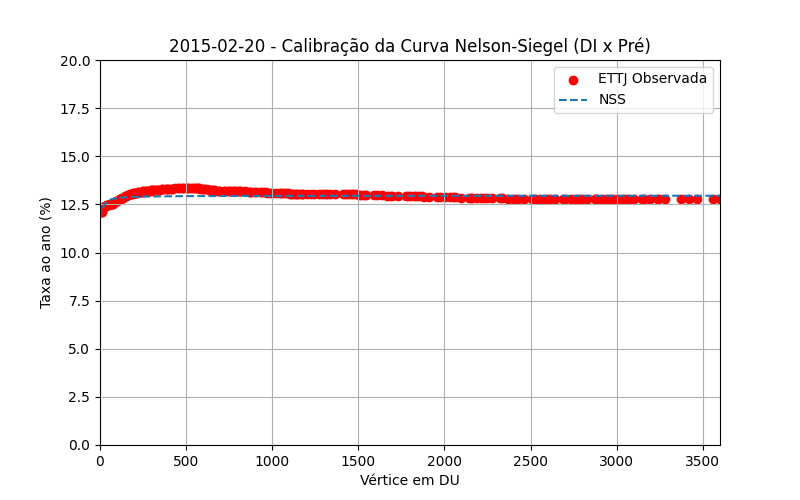 2015-02-20 - Calibração da Curva Nelson-Siegel (DI x Pré)
ETTJ Observada
NSS
Taxa ao ano (%)
20.0
17.5
15.0
12.5
10.0
7.5
5.0
2.5
0.0
0 500 1000 1500 2000 2500 3000 3500
Vértice em DU